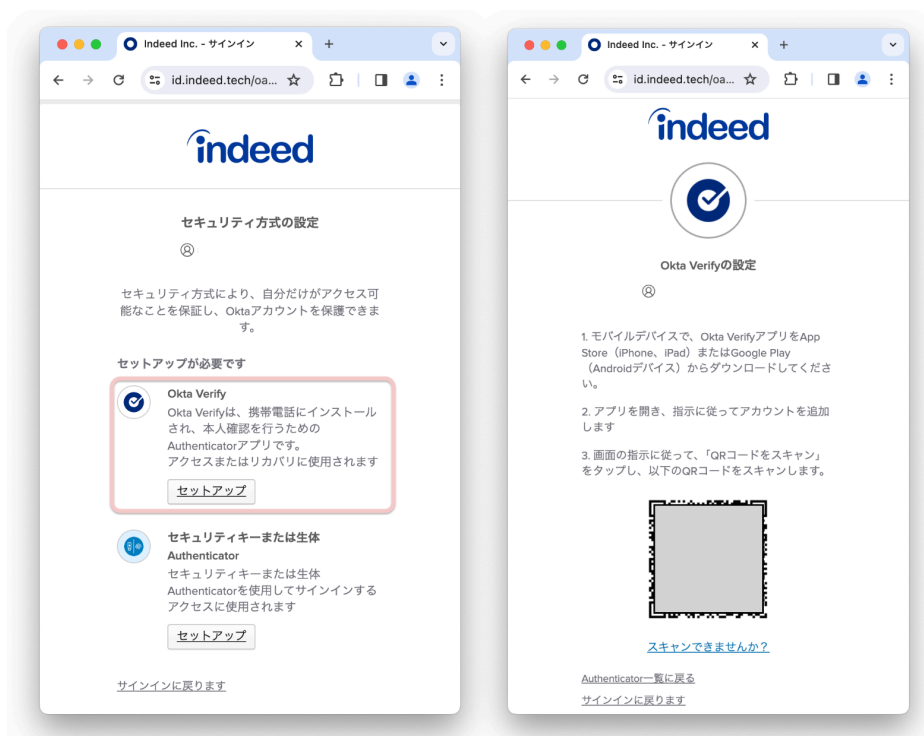 Indeed Inc. - サインイン
id.indeed.tech/oa...
indeed
セキュリティ方式の設定
セキュリティ方式により、自分だけがアクセス可
能なことを保証し、Oktaアカウントを保護できま
す。
セットアップが必要です
Okta Verify
Okta Verifyは、携帯電話にインストール
され、本人確認を行うための
Authenticatorアプリです。
アクセスまたはリカバリに使用されます
セットアップ
セキュリティキーまたは生体
Authenticator
セキュリティキーまたは生体
Authenticatorを使用してサインインする
アクセスに使用されます
セットアップ
サインインに戻ります
Indeed Inc. - サインイン
id.indeed.tech/oa...
indeed
Okta Verifyの設定
1. モバイルデバイスで、Okta VerifyアプリをApp
Store（iPhone、iPad）またはGoogle Play
（Androidデバイス）からダウンロードしてくださ
い。
2. アプリを開き、指示に従ってアカウントを追加
します
3. 画面の指示に従って、「QRコードをスキャン」
をタップし、以下のQRコードをスキャンします。
スキャンできませんか？
Authenticator一覧に戻る
サインインに戻ります